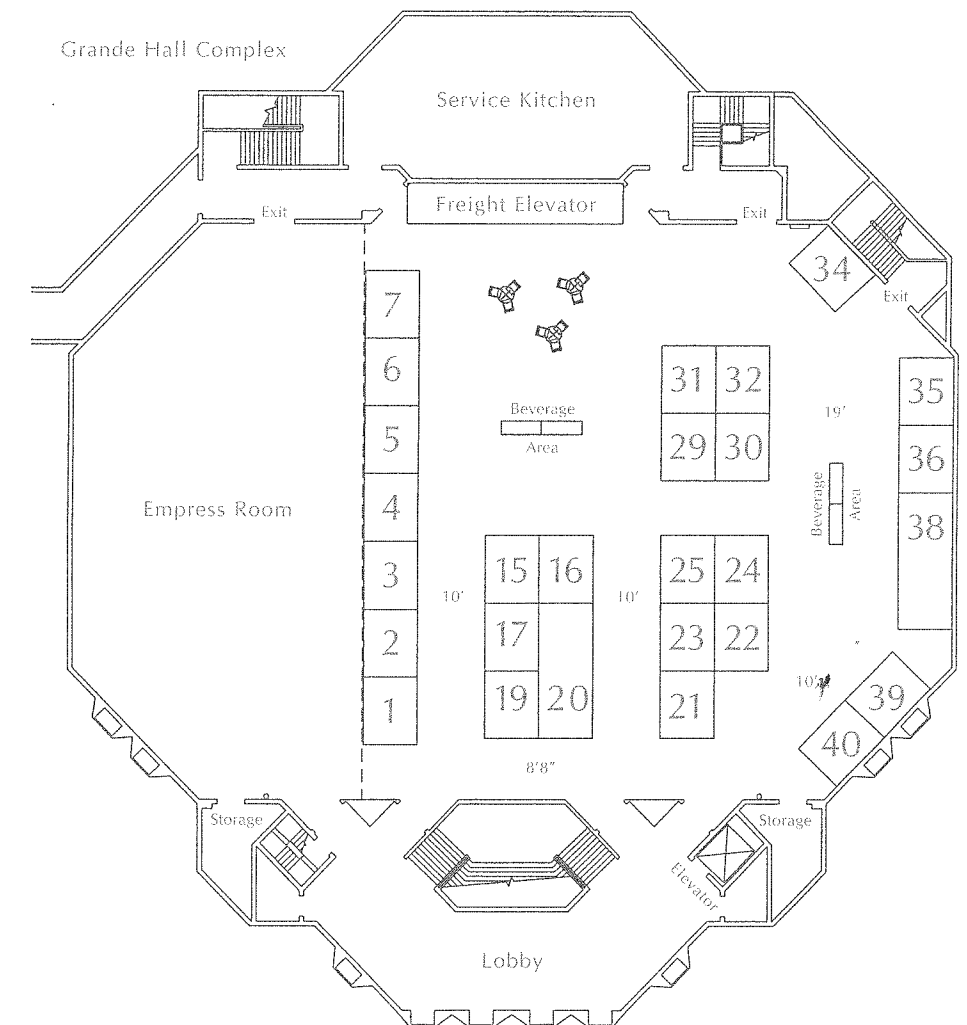 Grande Hall Complex
Service Kitchen
Freight Elevator
Exit
Exit
Exit
34
7
6
5
4
3
2
1
Beverage
Area
31 32
29 30
19'
35
36
38
Beverage
Area
Empress Room
10'
15 16
17
19 20
10'
25 24
23 22
21
10'
39
40
8'8"
Storage
Storage
Elevator
Lobby